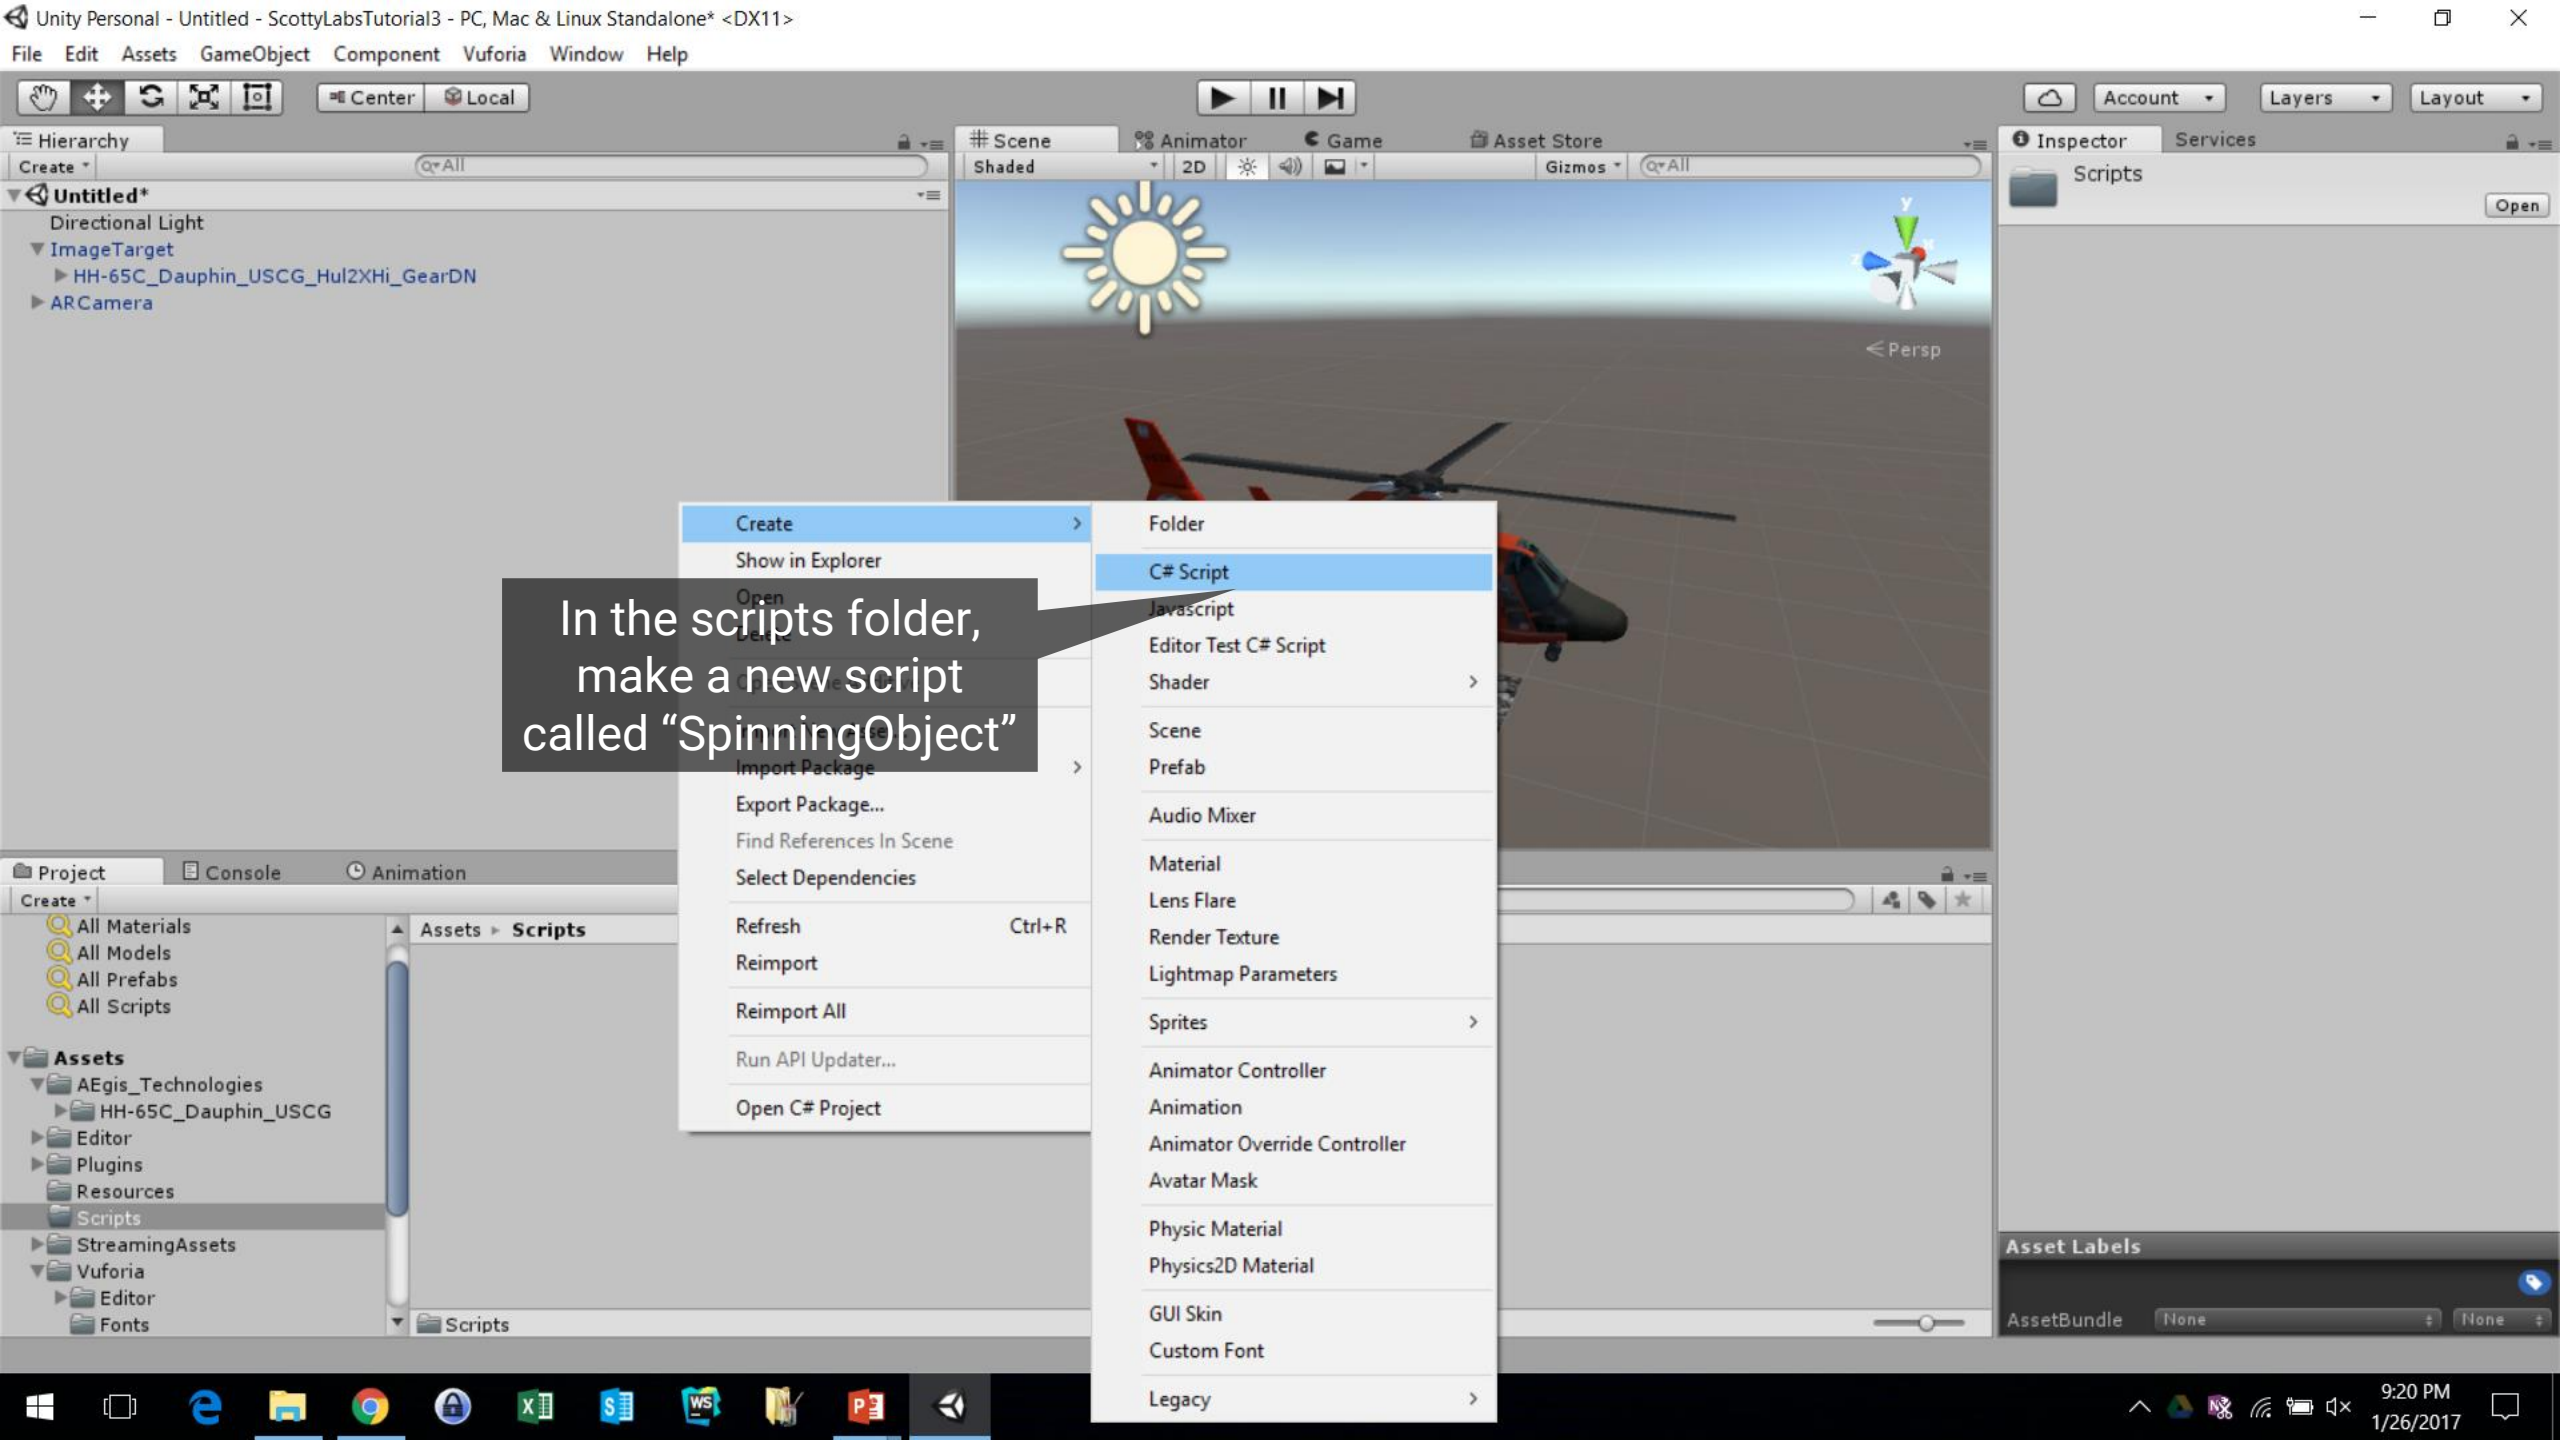 Unity Personal - Untitled - ScottyLabsTutorial3 - PC, Mac & Linux Standalone* <DX11>
File Edit Assets GameObject Component Vuforia Window Help
Center Local
Account Layers Layout
Hierarchy
Create All
Untitled*
Directional Light
ImageTarget
HH-65C_Dauphin_USCG_Hul2XHi_GearDN
ARCamera
Scene Animator Game Asset Store
Shaded 2D Gizmos All
y
x
z
Persp
Inspector Services
Scripts
Open
Create
Show in Explorer
Open
Delete
Import Package
Export Package...
Find References In Scene
Select Dependencies
Refresh Ctrl+R
Reimport
Reimport All
Run API Updater...
Open C# Project
In the scripts folder,
make a new script
called “SpinningObject”
Folder
C# Script
Javascript
Editor Test C# Script
Shader
Scene
Prefab
Audio Mixer
Material
Lens Flare
Render Texture
Lightmap Parameters
Sprites
Animator Controller
Animation
Animator Override Controller
Avatar Mask
Physic Material
Physics2D Material
GUI Skin
Custom Font
Legacy
Project Console Animation
Create
All Materials
All Models
All Prefabs
All Scripts
Assets
AEgis_Technologies
HH-65C_Dauphin_USCG
Editor
Plugins
Resources
Scripts
StreamingAssets
Vuforia
Editor
Fonts
Assets Scripts
Scripts
Asset Labels
AssetBundle None None
9:20 PM
1/26/2017